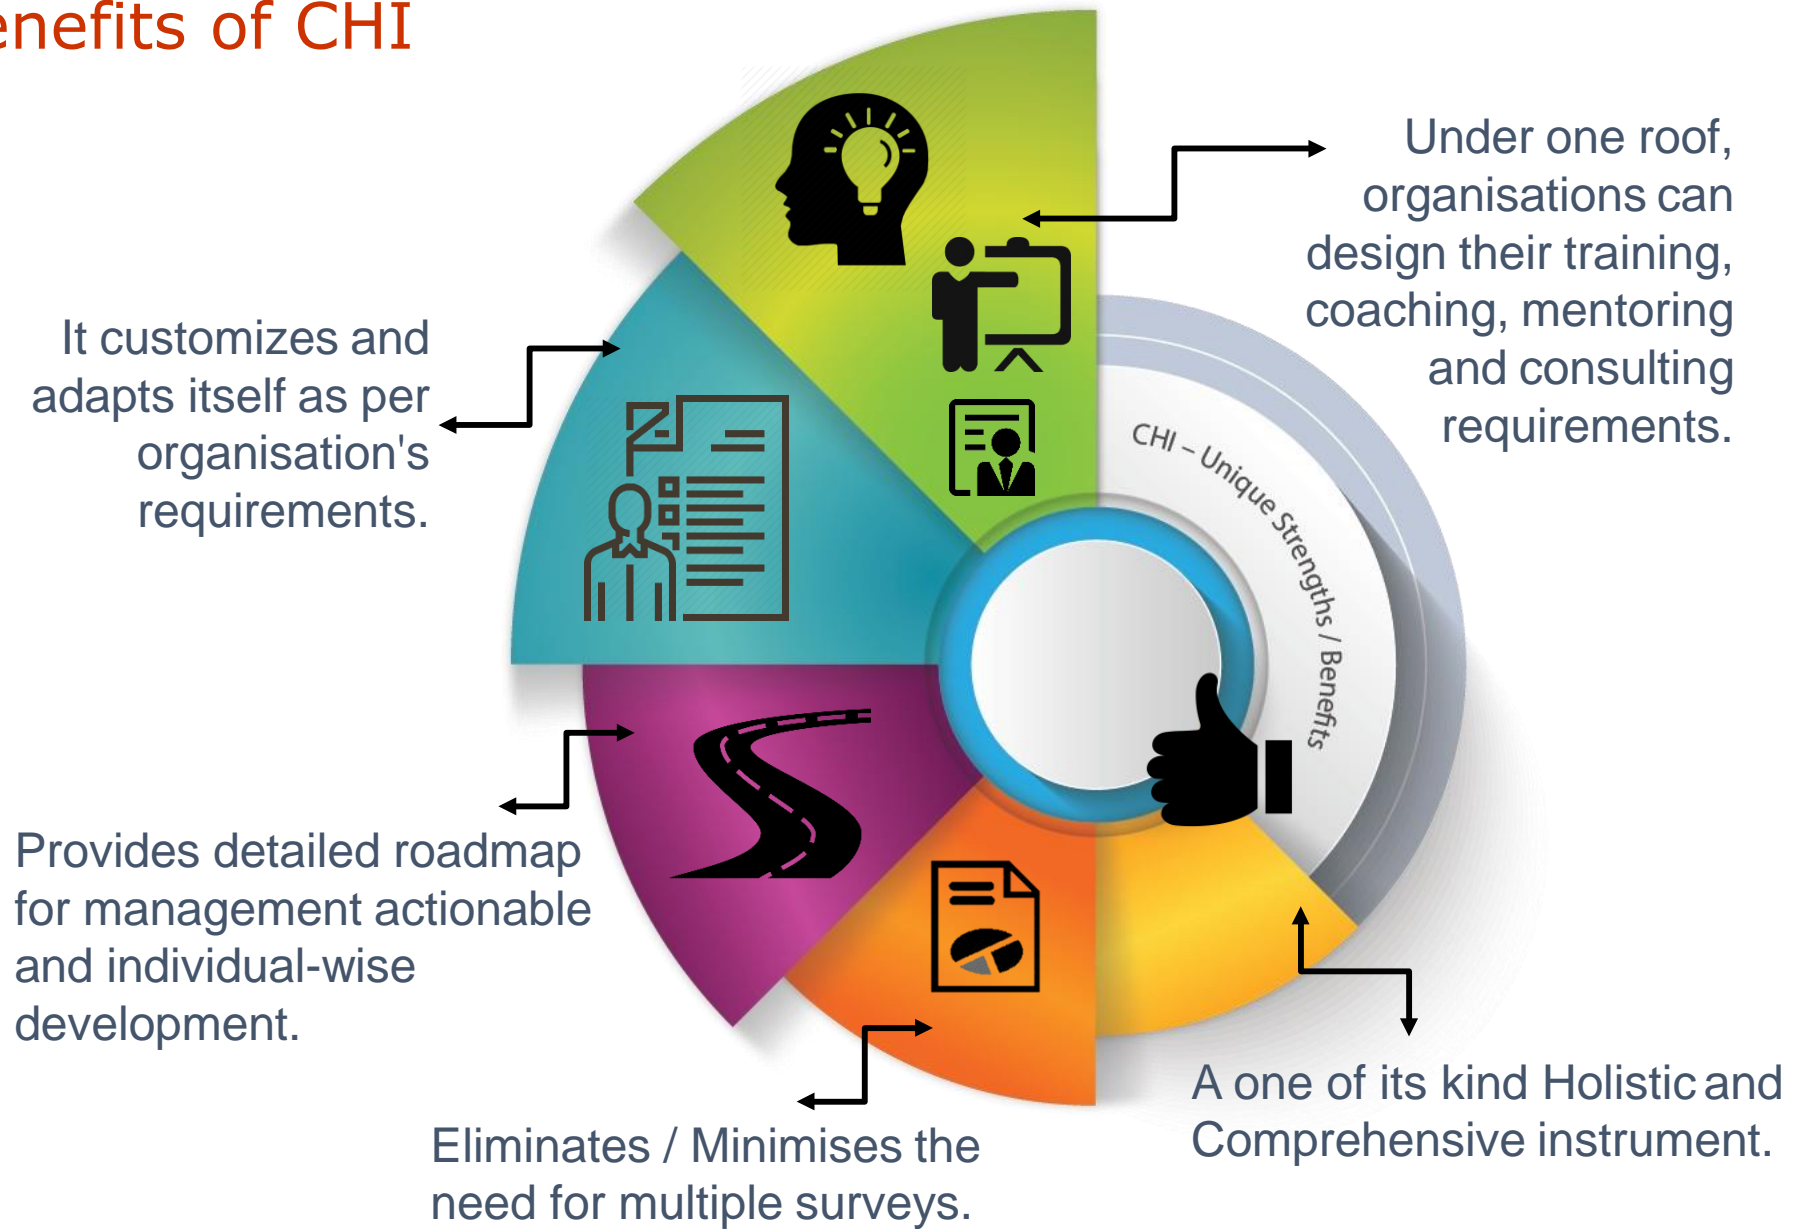 enefits of CHI
Under one roof,
organisations can
design their training,
coaching, mentoring
and consulting
requirements.
It customizes and
adapts itself as per
organisation's
requirements.
CHI – Unique Strengths / Benefits
Provides detailed roadmap
for management actionable
and individual-wise
development.
Eliminates / Minimises the
need for multiple surveys.
A one of its kind Holistic and
Comprehensive instrument.